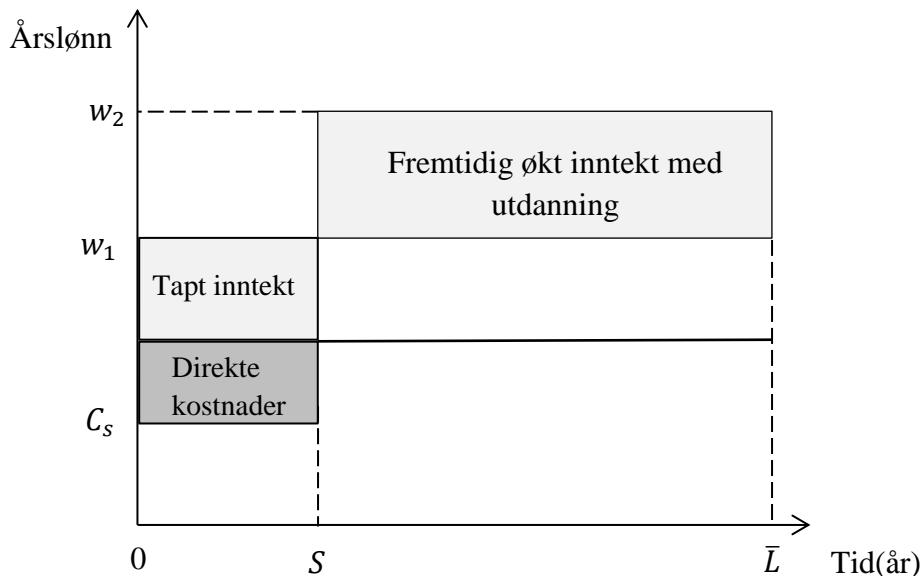 Årslønn
w₂
Fremtidig økt inntekt med
utdanning
w₁
Tapt inntekt
Direkte
kostnader
Cₛ
0
S
L̄
Tid(år)